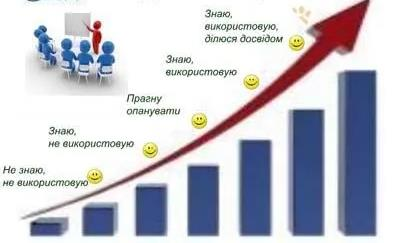 Знаю,
використовую,
ділюся досвідом
Знаю,
використовую
Прагну
опанувати
Знаю,
не використовую
Не знаю,
не використовую